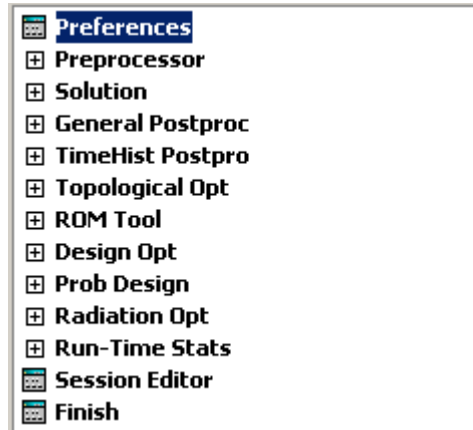 Preferences
Preprocessor
Solution
General Postproc
TimeHist Postpro
Topological Opt
ROM Tool
Design Opt
Prob Design
Radiation Opt
Run-Time Stats
Session Editor
Finish